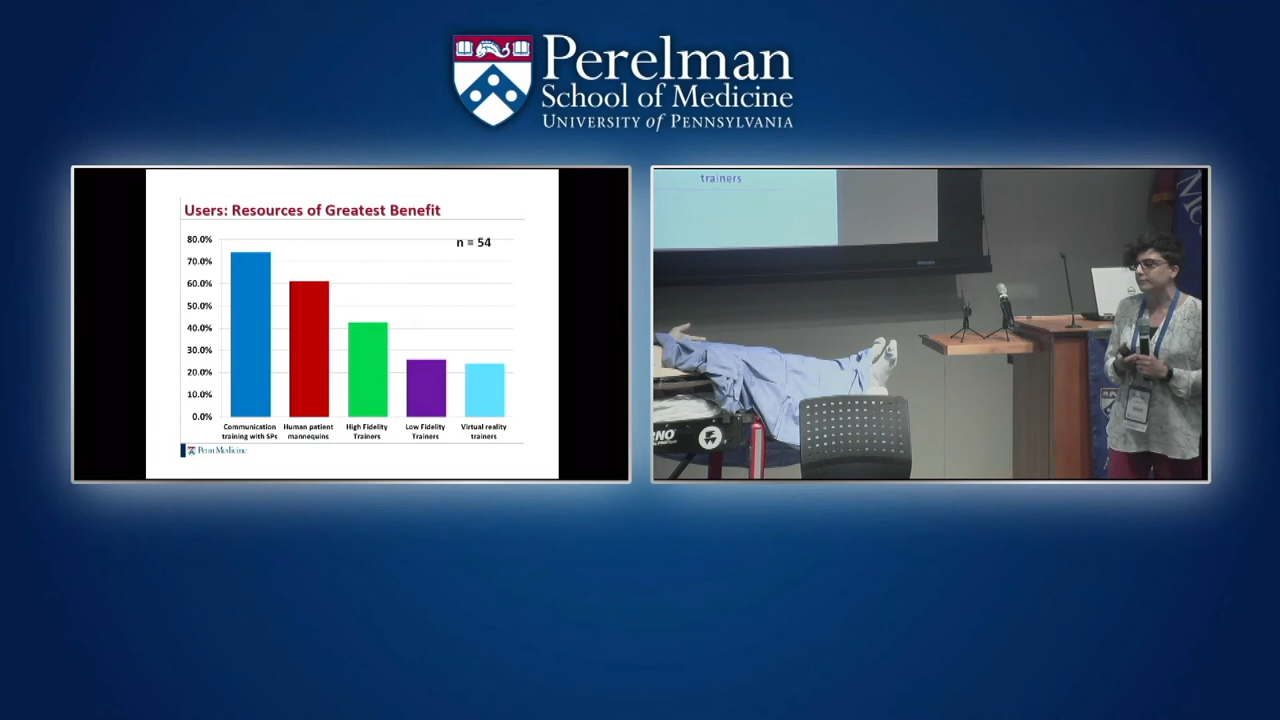 Perelman
School of Medicine
UNIVERSITY of PENNSYLVANIA
Users: Resources of Greatest Benefit
n = 54
80.0%
70.0%
60.0%
50.0%
40.0%
30.0%
20.0%
10.0%
0.0%
Communication
training with SPs
Human patient
mannequins
High Fidelity
Trainers
Low Fidelity
Trainers
Virtual reality
trainers
Penn Medicine
trainers